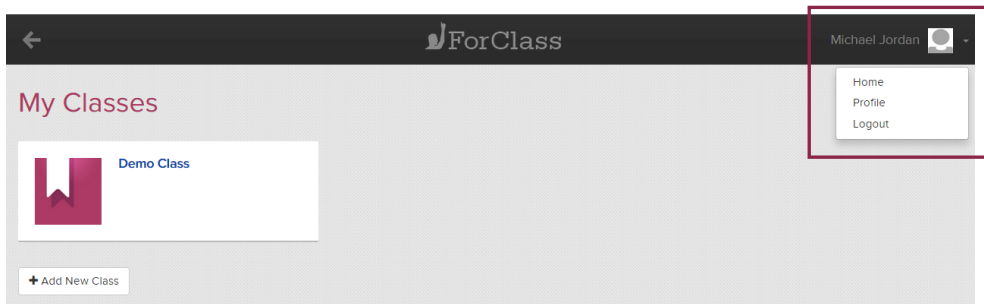 ForClass
Michael Jordan
Home
Profile
Logout
My Classes
Demo Class
+ Add New Class